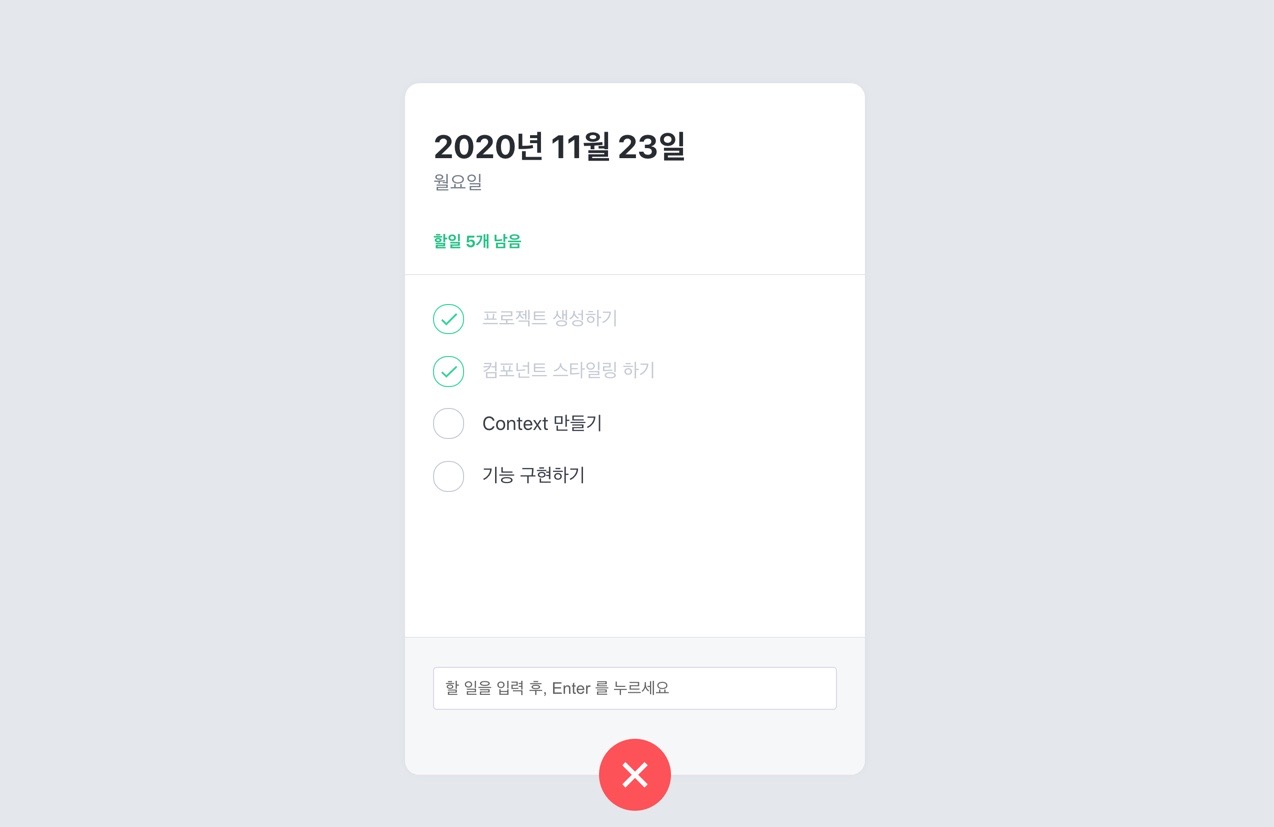 2020년 11월 23일
월요일
할일 5개 남음
프로젝트 생성하기
컴포넌트 스타일링 하기
Context 만들기
기능 구현하기
할 일을 입력 후, Enter 를 누르세요